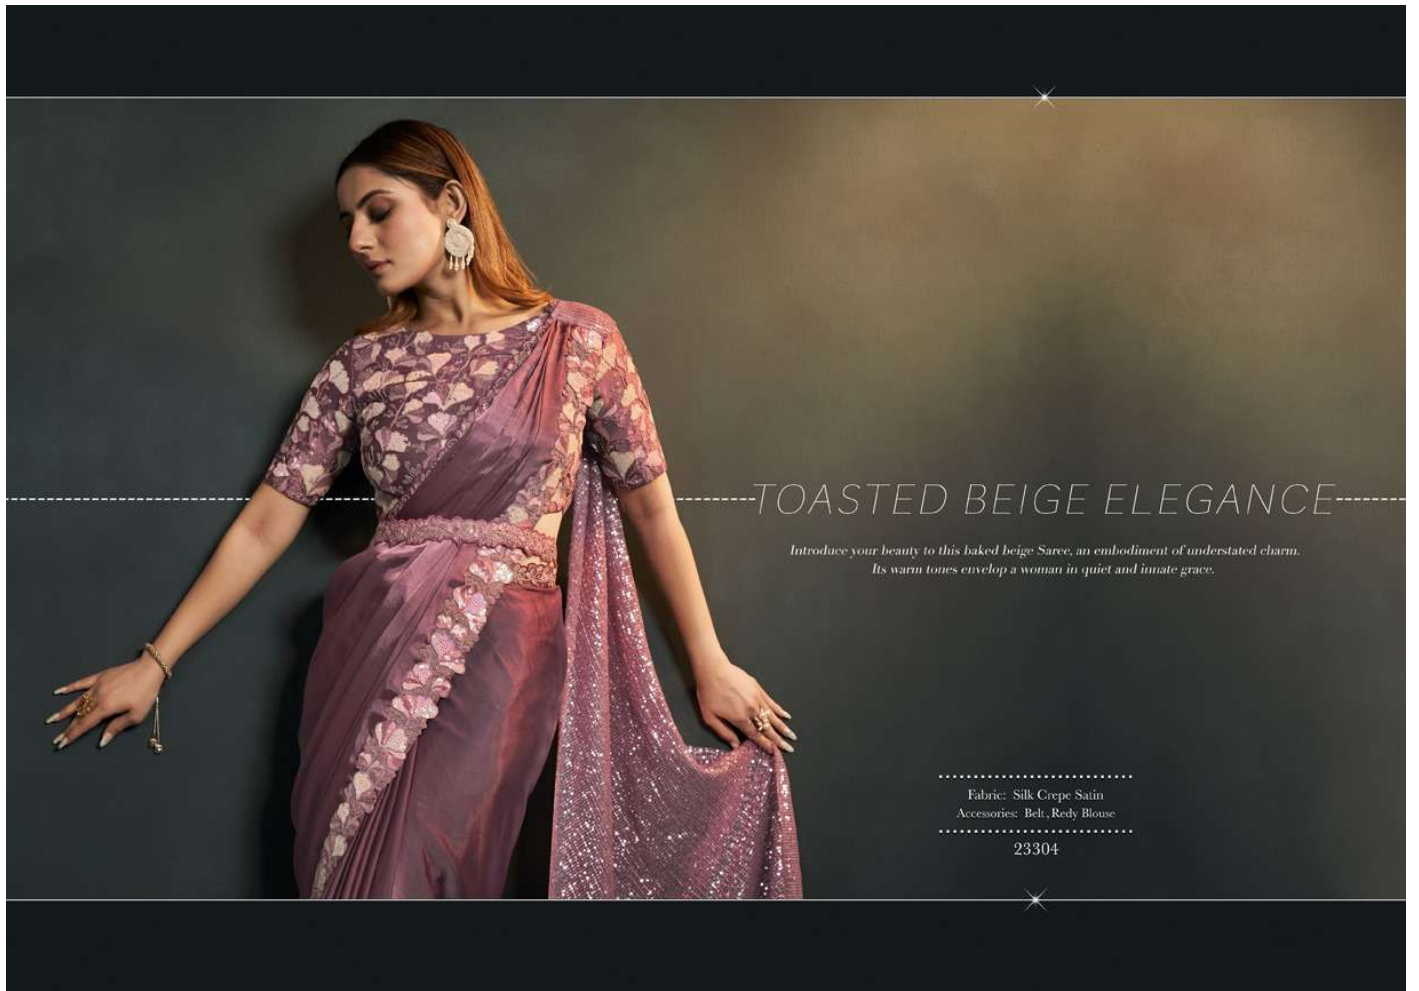 TOASTED BEIGE ELEGANCE
Introduce your beauty to this baked beige Saree, an embodiment of understated charm.
Its warm tones envelop a woman in quiet and innate grace.
Fabric: Silk Crepe Satin
Accessories: Belt, Redy Blouse
23304